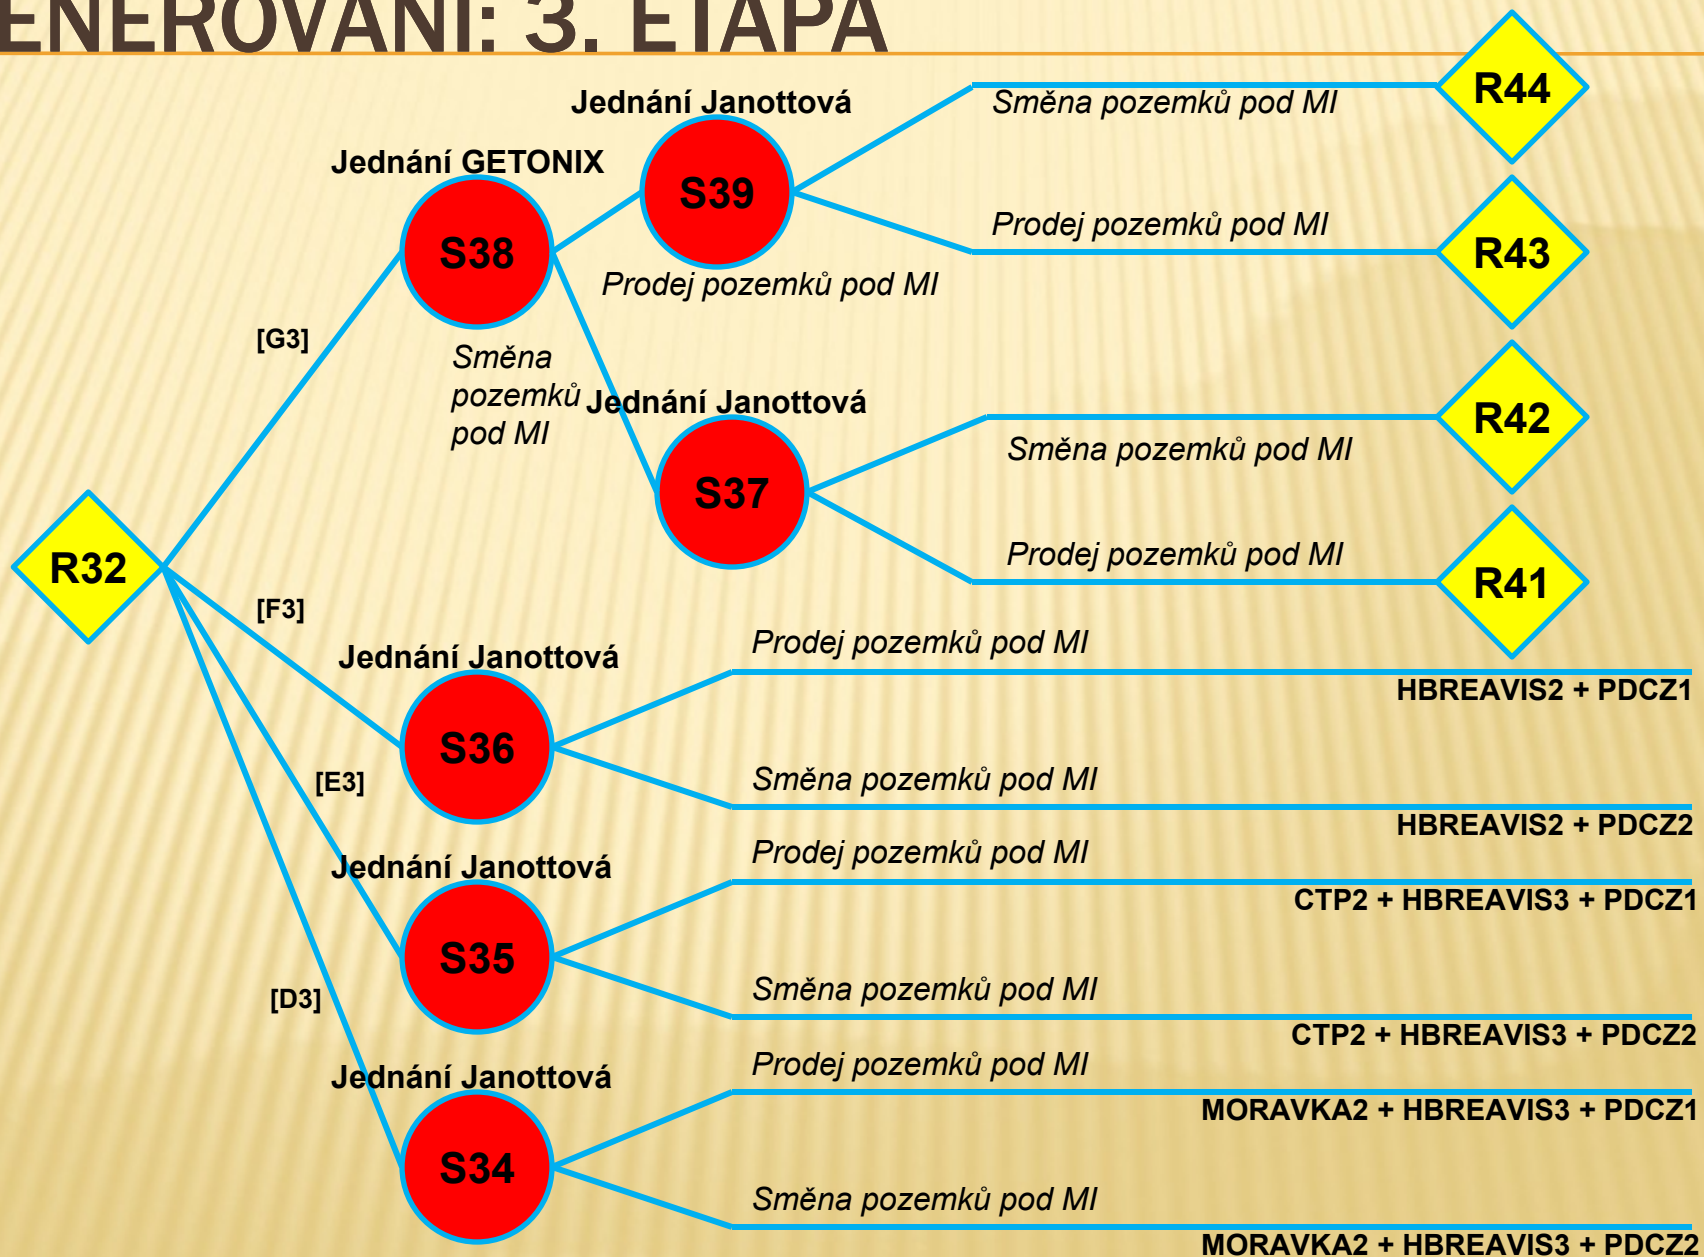 ENEROVÁNÍ: 3. ETAPA
Jednání Janottová
Směna pozemků pod MI
R44
Jednání GETONIX
S39
S38
Prodej pozemků pod MI
R43
Prodej pozemků pod MI
[G3]
Směna
pozemků
pod MI
Jednání Janottová
R42
Směna pozemků pod MI
S37
Prodej pozemků pod MI
R41
R32
[F3]
Jednání Janottová
Prodej pozemků pod MI
HBREAVIS2 + PDCZ1
S36
[E3]
Směna pozemků pod MI
HBREAVIS2 + PDCZ2
Jednání Janottová
Prodej pozemků pod MI
CTP2 + HBREAVIS3 + PDCZ1
S35
[D3]
Směna pozemků pod MI
CTP2 + HBREAVIS3 + PDCZ2
Jednání Janottová
Prodej pozemků pod MI
MORAVKA2 + HBREAVIS3 + PDCZ1
S34
Směna pozemků pod MI
MORAVKA2 + HBREAVIS3 + PDCZ2